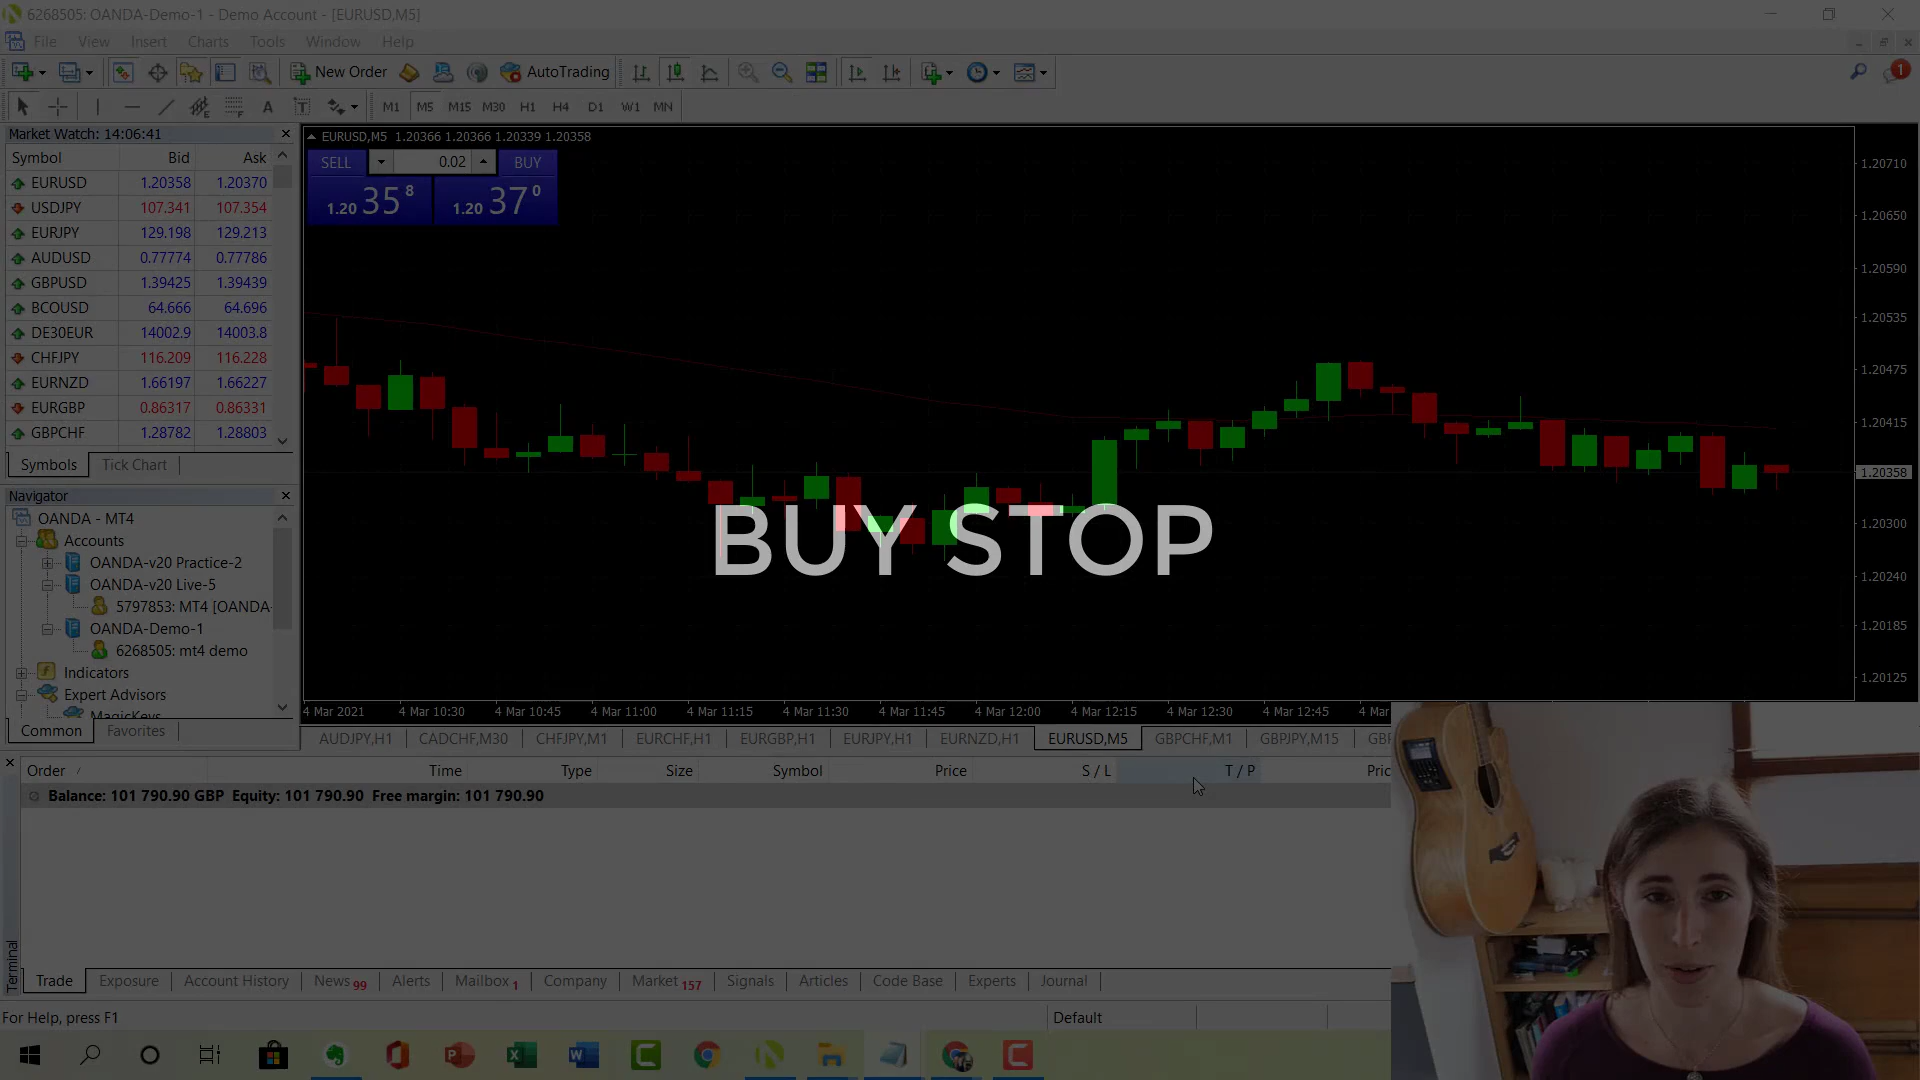 6268505: OANDA-Demo-1 - Demo Account - [EURUSD,M5]
File View Insert Charts Tools Window Help
New Order AutoTrading 1
A T M1 M5 M15 M30 H1 H4 D1 W1 MN
Market Watch: 14:06:41
Symbol Bid Ask
EURUSD 1.20358 1.20370
USDJPY 107.341 107.354
EURJPY 129.198 129.213
AUDUSD 0.77774 0.77786
GBPUSD 1.39425 1.39439
BCOUSD 64.666 64.696
DE30EUR 14002.9 14003.8
CHFJPY 116.209 116.228
EURNZD 1.66197 1.66227
EURGBP 0.86317 0.86331
GBPCHF 1.28782 1.28803
Symbols Tick Chart
Navigator
OANDA - MT4
Accounts
OANDA-v20 Practice-2
OANDA-v20 Live-5
5797853: MT4 [OANDA-
OANDA-Demo-1
6268505: mt4 demo
Indicators
Expert Advisors
MagicKeys
Common Favorites
EURUSD,M5 1.20366 1.20366 1.20339 1.20358
SELL 0.02 BUY
1.20 35 8 1.20 37 0
1.20710
1.20650
1.20590
1.20535
1.20475
1.20415
1.20358
1.20300
1.20240
1.20185
1.20125
BUY STOP
4 Mar 2021 4 Mar 10:30 4 Mar 10:45 4 Mar 11:00 4 Mar 11:15 4 Mar 11:30 4 Mar 11:45 4 Mar 12:00 4 Mar 12:15 4 Mar 12:30 4 Mar 12:45 4 Mar
AUDJPY,H1 CADCHF,M30 CHFJPY,M1 EURCHF,H1 EURGBP,H1 EURJPY,H1 EURNZD,H1 EURUSD,M5 GBPCHF,M1 GBPJPY,M15
Order / Time Type Size Symbol Price S / L T / P Pric
Balance: 101 790.90 GBP Equity: 101 790.90 Free margin: 101 790.90
Terminal
Trade Exposure Account History News 99 Alerts Mailbox 1 Company Market 157 Signals Articles Code Base Experts Journal
For Help, press F1 Default